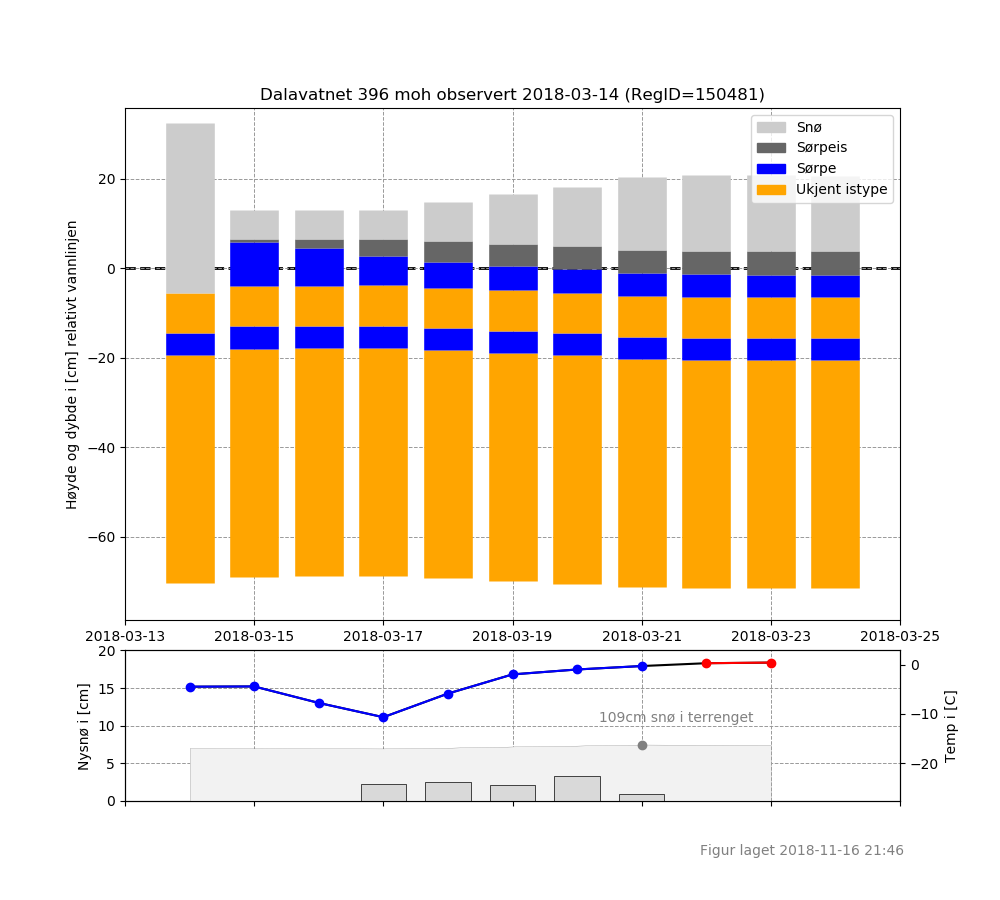 Dalavatnet 396 moh observert 2018-03-14 (RegID=150481)
Snø
Sørpeis
Sørpe
Ukjent istype
Høyde og dybde i [cm] relativt vannlinjen
20
0
−20
−40
−60
2018-03-13 2018-03-15 2018-03-17 2018-03-19 2018-03-21 2018-03-23 2018-03-25
Nysnø i [cm]
20
15
10
5
0
109cm snø i terrenget
0
−10
−20
Temp i [C]
Figur laget 2018-11-16 21:46